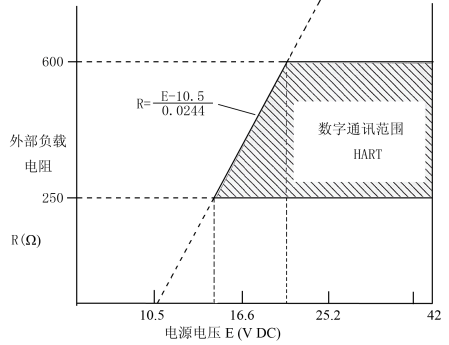 600
R=E-10.5/0.0244
数字通讯范围
HART
外部负载
电阻
250
R(Ω)
10.5 16.6 25.2 42
电源电压 E (V DC)